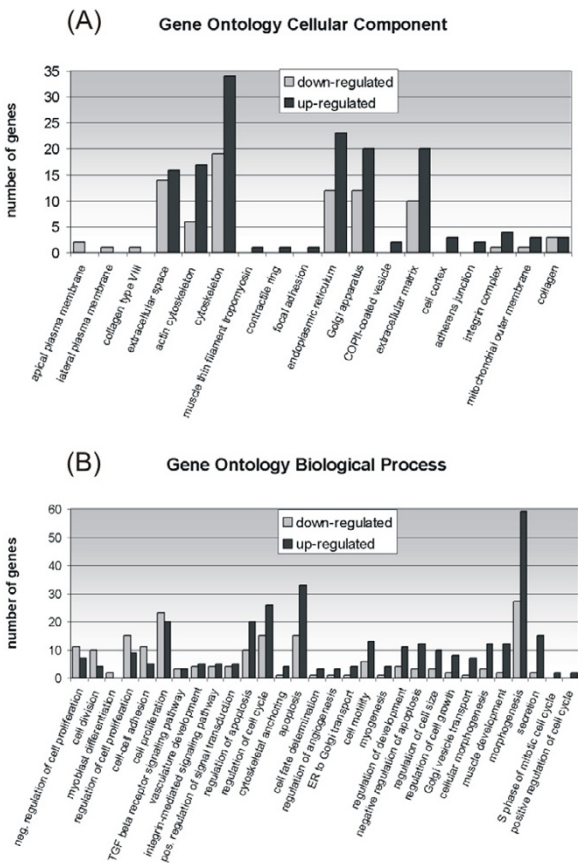 (A)
Gene Ontology Cellular Component
35
30
25
20
15
10
5
0
number of genes
down-regulated
up-regulated
apical plasma membrane
lateral plasma membrane
collagen type VIII
extracellular space
actin cytoskeleton
cytoskeleton
muscle thin filament tropomyosin
contractile ring
focal adhesion
endoplasmic reticulum
Golgi apparatus
COPII-coated vesicle
extracellular matrix
cell cortex
adherens junction
integrin complex
mitochondrial outer membrane
collagen
(B)
Gene Ontology Biological Process
60
50
40
30
20
10
0
number of genes
down-regulated
up-regulated
neg. regulation of cell proliferation
cell division
myoblast differentiation
regulation of cell proliferation
cell-cell adhesion
cell proliferation
TGF beta receptor signaling pathway
vasculature development
integrin-mediated signaling pathway
pos. regulation of signal transduction
regulation of apoptosis
regulation of cell cycle
cytoskeletal anchoring
apoptosis
cell fate determination
regulation of angiogenesis
ER to Golgi transport
cell motility
myogenesis
regulation of development
negative regulation of apoptosis
regulation of cell size
regulation of cell growth
Golgi vesicle transport
cellular morphogenesis
muscle development
morphogenesis
secretion
S phase of mitotic cell cycle
positive regulation of cell cycle